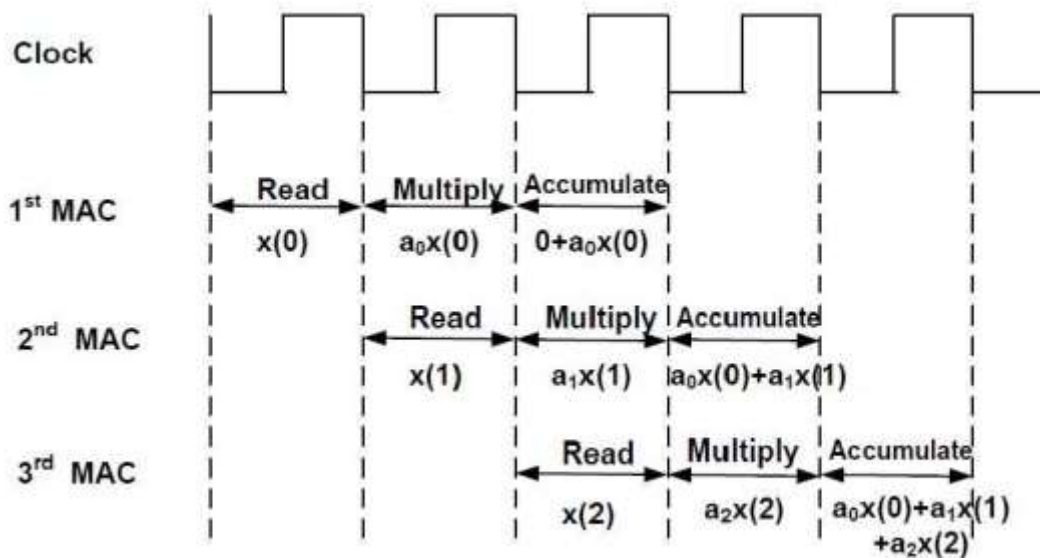 Clock
Read Multiply Accumulate
1st MAC
x(0) a₀x(0) 0+a₀x(0)
Read Multiply Accumulate
2nd MAC
x(1) a₁x(1) a₀x(0)+a₁x(1)
Read Multiply Accumulate
3rd MAC
x(2) a₂x(2) a₀x(0)+a₁x(1)
+a₂x(2)